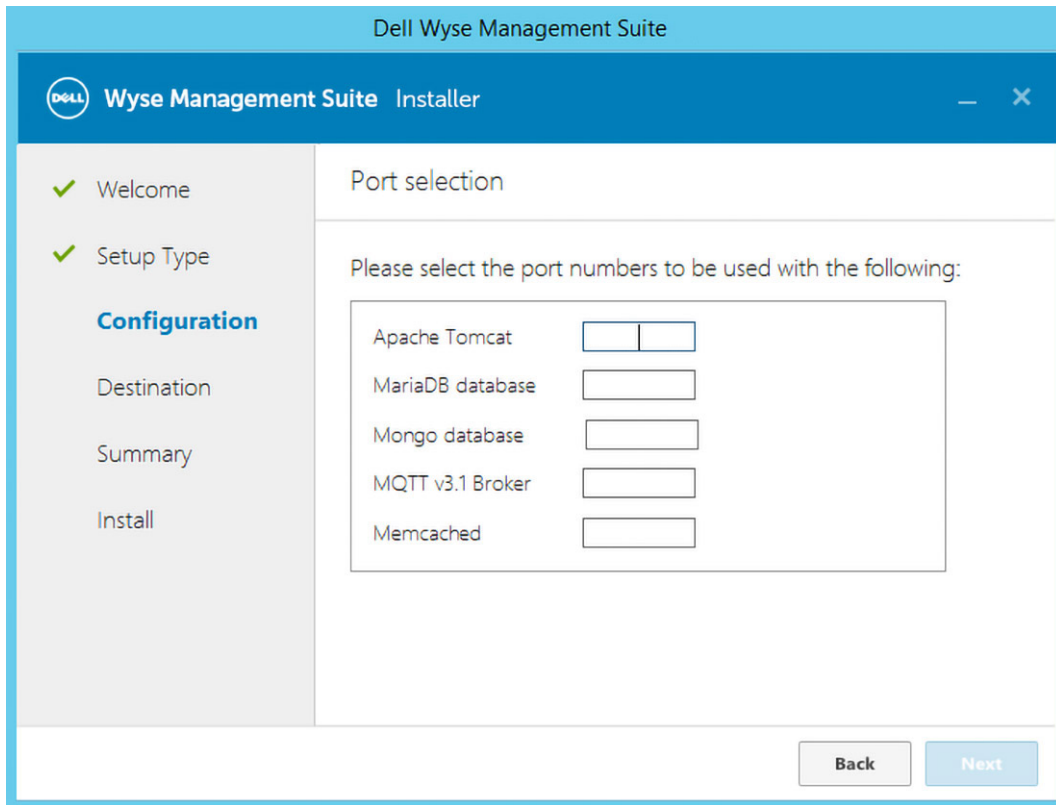 Dell Wyse Management Suite
DELL Wyse Management Suite Installer
Welcome
Setup Type
Configuration
Destination
Summary
Install
Port selection
Please select the port numbers to be used with the following:
Apache Tomcat
MariaDB database
Mongo database
MQTT v3.1 Broker
Memcached
Back Next